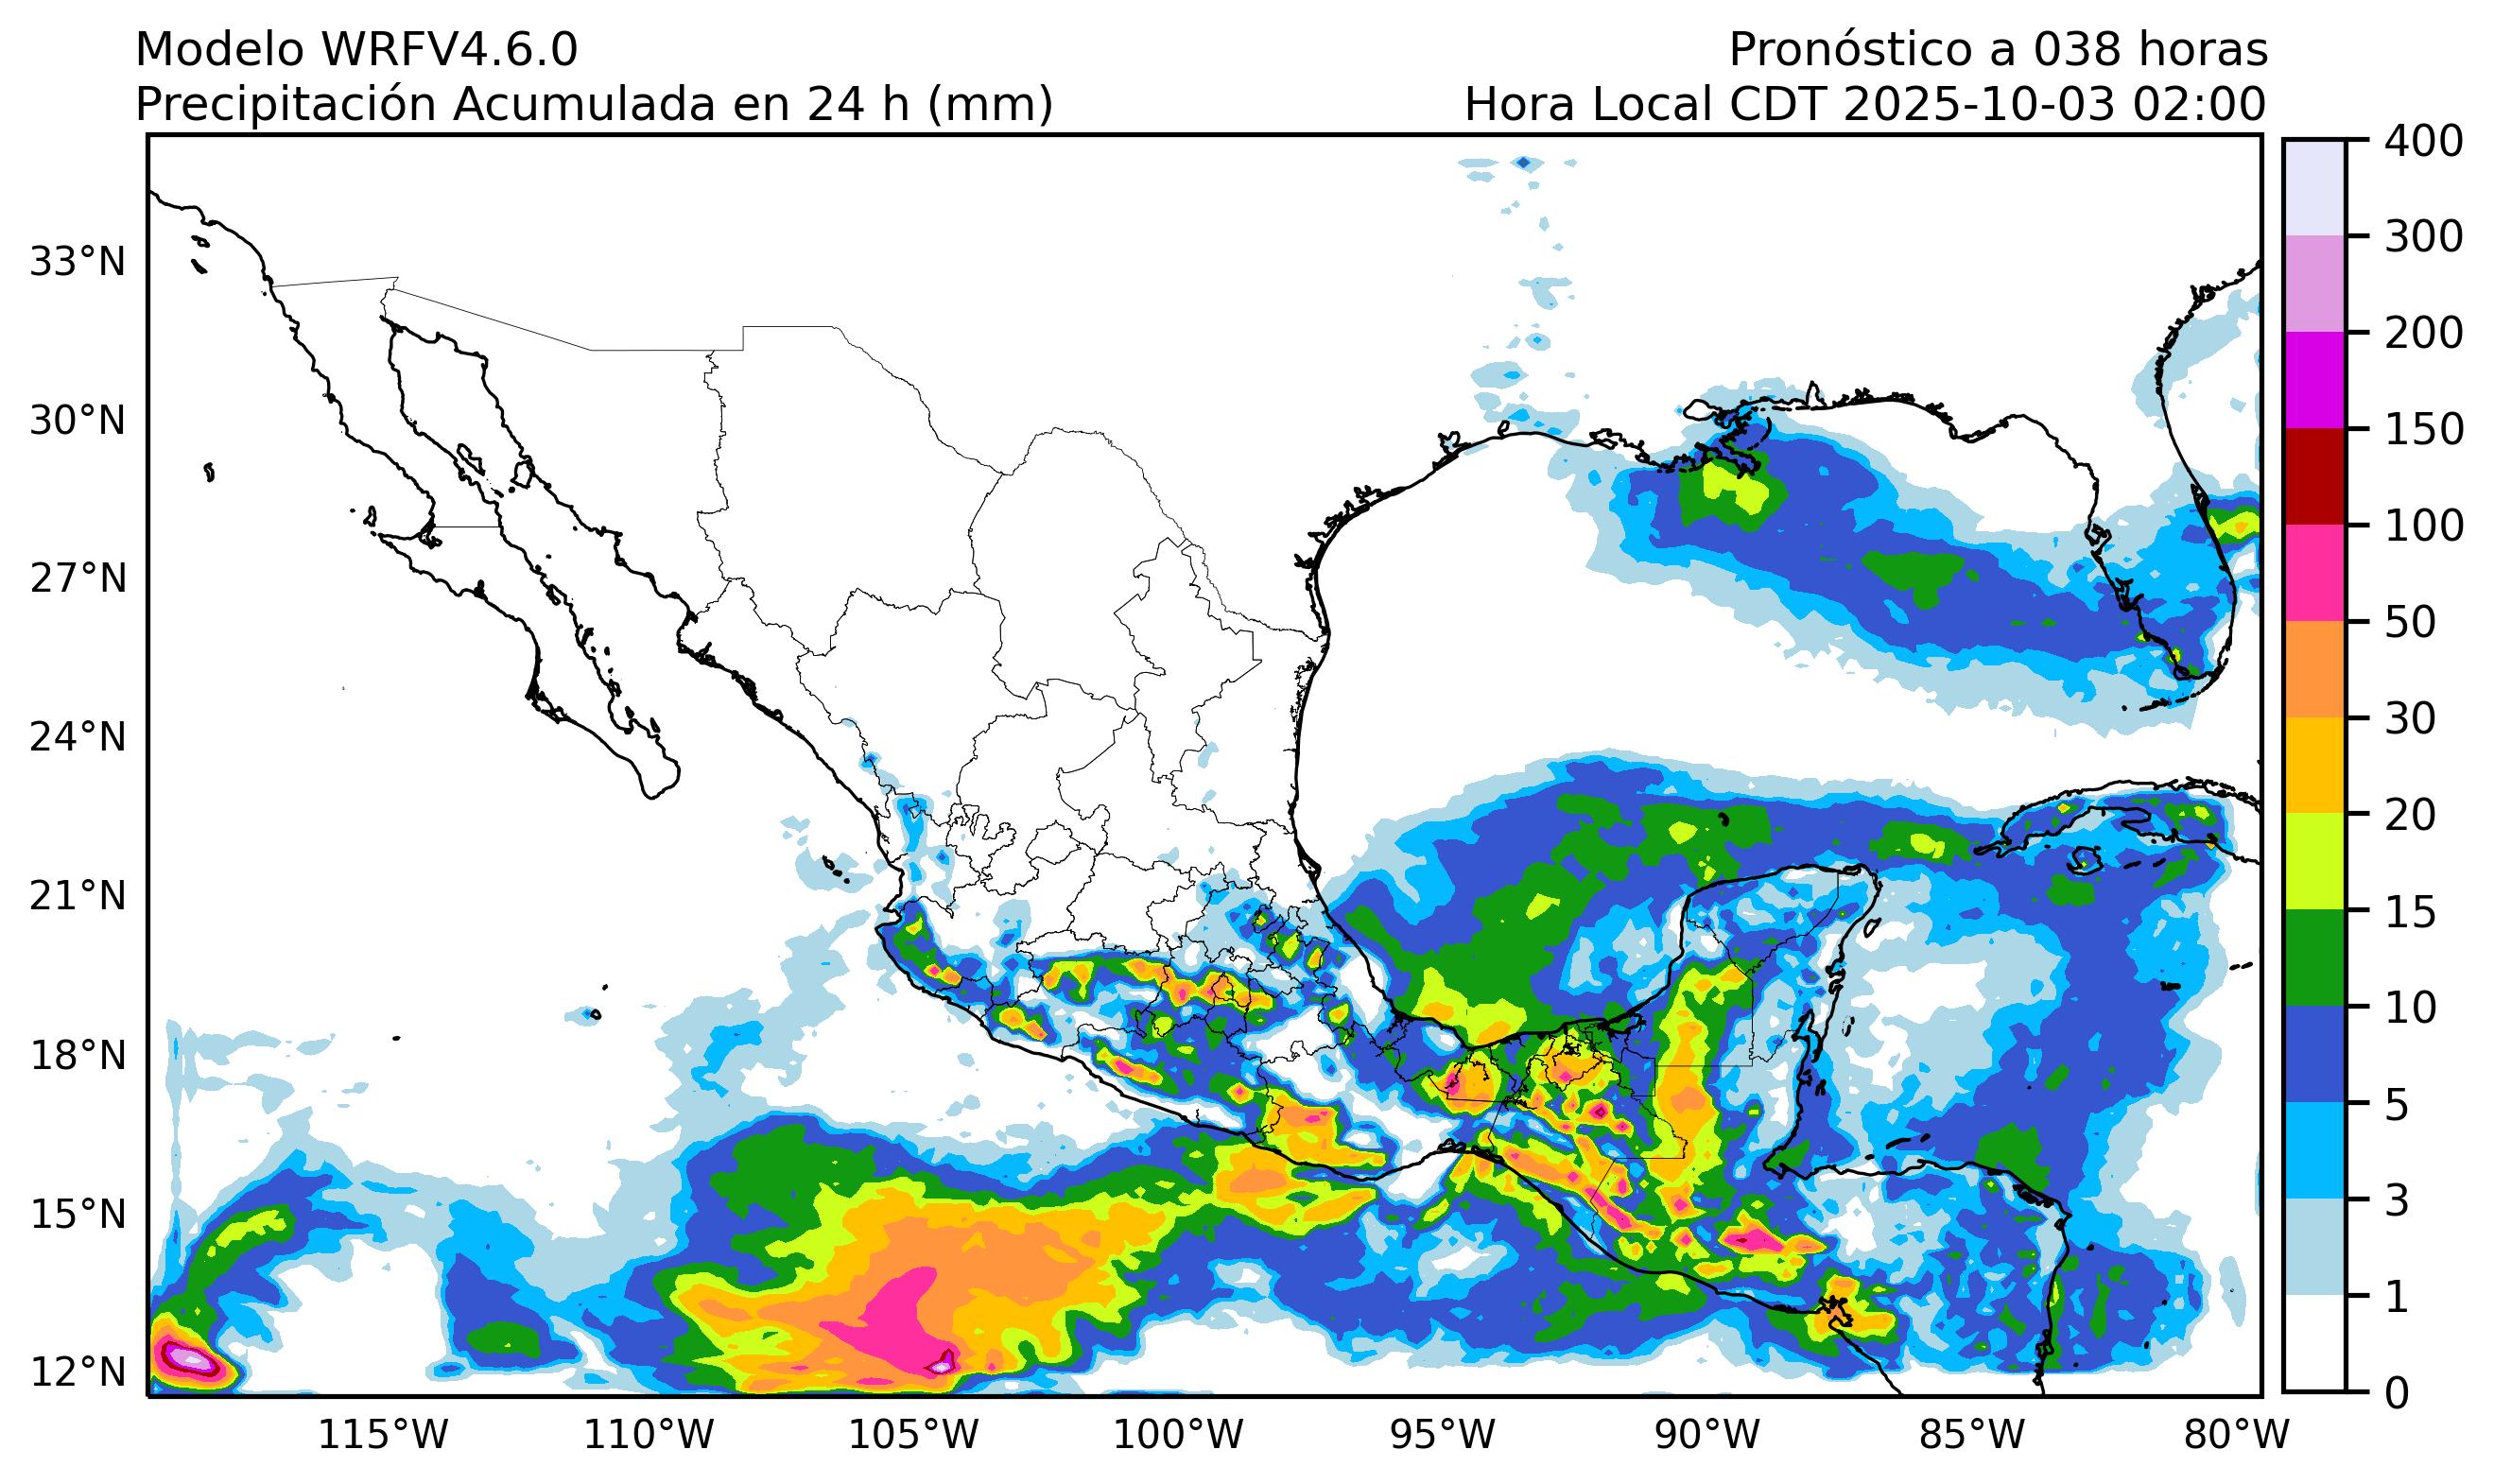 Modelo WRFV4.6.0
Pronóstico a 038 horas
Precipitación Acumulada en 24 h (mm)
Hora Local CDT 2025-10-03 02:00
400
300
200
150
100
50
30
20
15
10
5
3
1
0
33°N
30°N
27°N
24°N
21°N
18°N
15°N
12°N
115°W
110°W
105°W
100°W
95°W
90°W
85°W
80°W